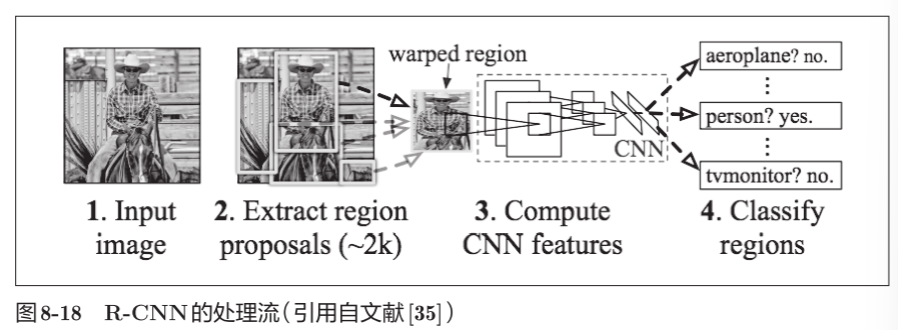 warped region
aeroplane? no.
⋮
person? yes.
⋮
tvmonitor? no.
CNN
1. Input
image
2. Extract region
proposals (~2k)
3. Compute
CNN features
4. Classify
regions
图8-18 R-CNN的处理流（引用自文献[35]）